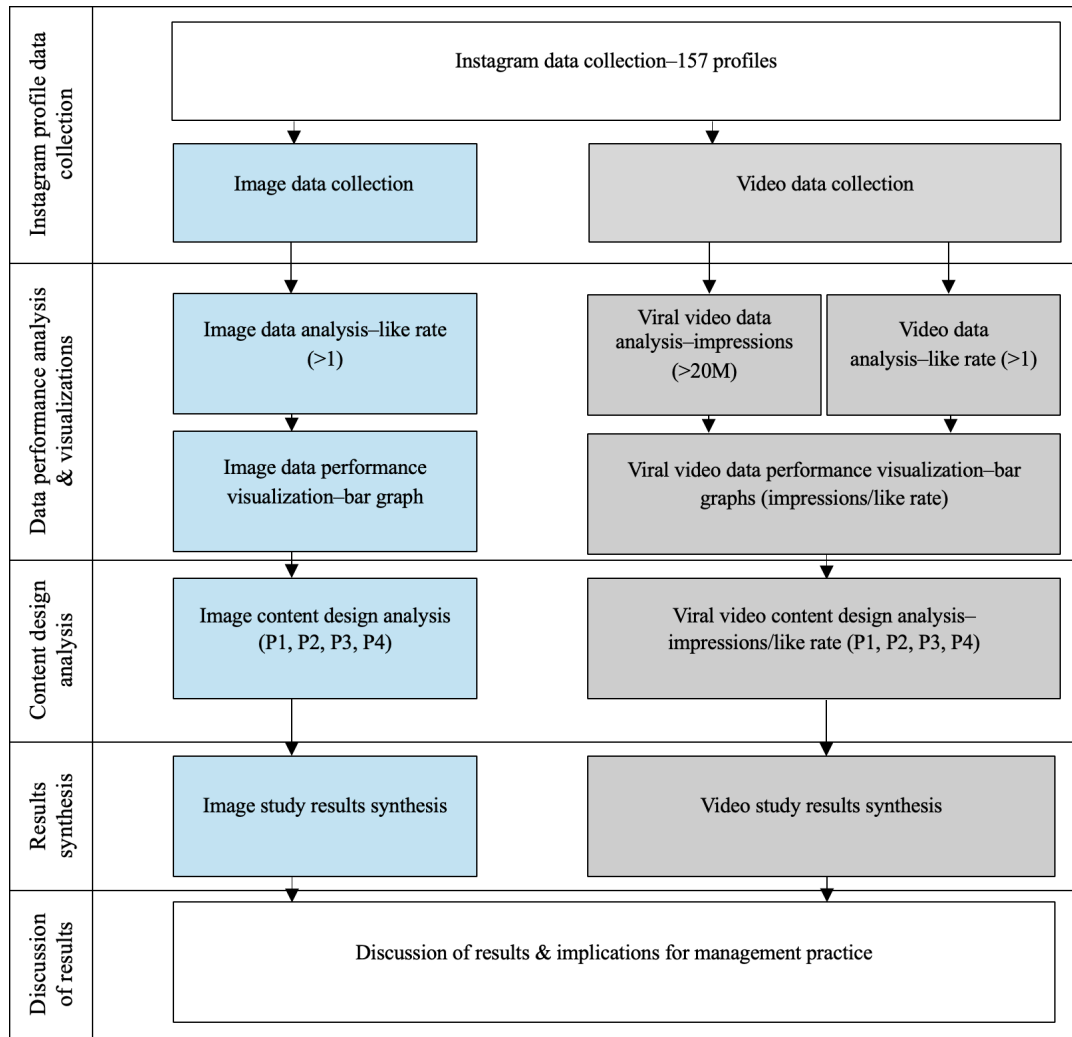 Instagram profile data
collection
Instagram data collection–157 profiles
Image data collection
Video data collection
Data performance analysis
& visualizations
Image data analysis–like rate
(>1)
Viral video data
analysis–impressions
(>20M)
Video data
analysis–like rate (>1)
Image data performance
visualization–bar graph
Viral video data performance visualization–bar
graphs (impressions/like rate)
Content design
analysis
Image content design analysis
(P1, P2, P3, P4)
Viral video content design analysis–
impressions/like rate (P1, P2, P3, P4)
Results
synthesis
Image study results synthesis
Video study results synthesis
Discussion
of results
Discussion of results & implications for management practice